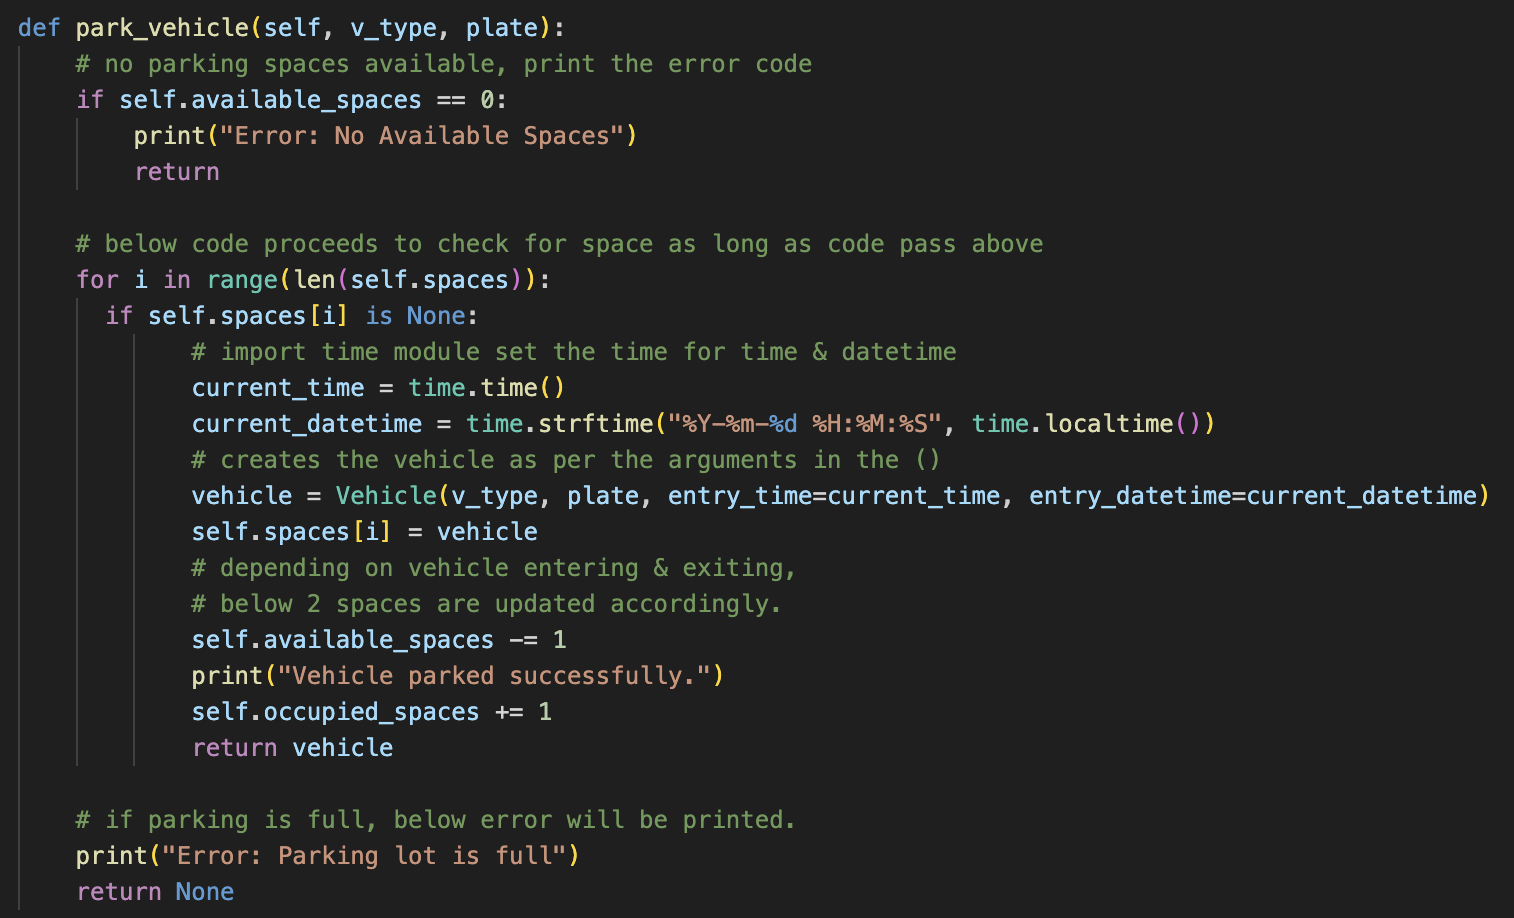 def park_vehicle(self, v_type, plate):
    # no parking spaces available, print the error code
    if self.available_spaces == 0:
        print("Error: No Available Spaces")
        return

    # below code proceeds to check for space as long as code pass above
    for i in range(len(self.spaces)):
      if self.spaces[i] is None:
            # import time module set the time for time & datetime
            current_time = time.time()
            current_datetime = time.strftime("%Y-%m-%d %H:%M:%S", time.localtime())
            # creates the vehicle as per the arguments in the ()
            vehicle = Vehicle(v_type, plate, entry_time=current_time, entry_datetime=current_datetime)
            self.spaces[i] = vehicle
            # depending on vehicle entering & exiting,
            # below 2 spaces are updated accordingly.
            self.available_spaces -= 1
            print("Vehicle parked successfully.")
            self.occupied_spaces += 1
            return vehicle

    # if parking is full, below error will be printed.
    print("Error: Parking lot is full")
    return None